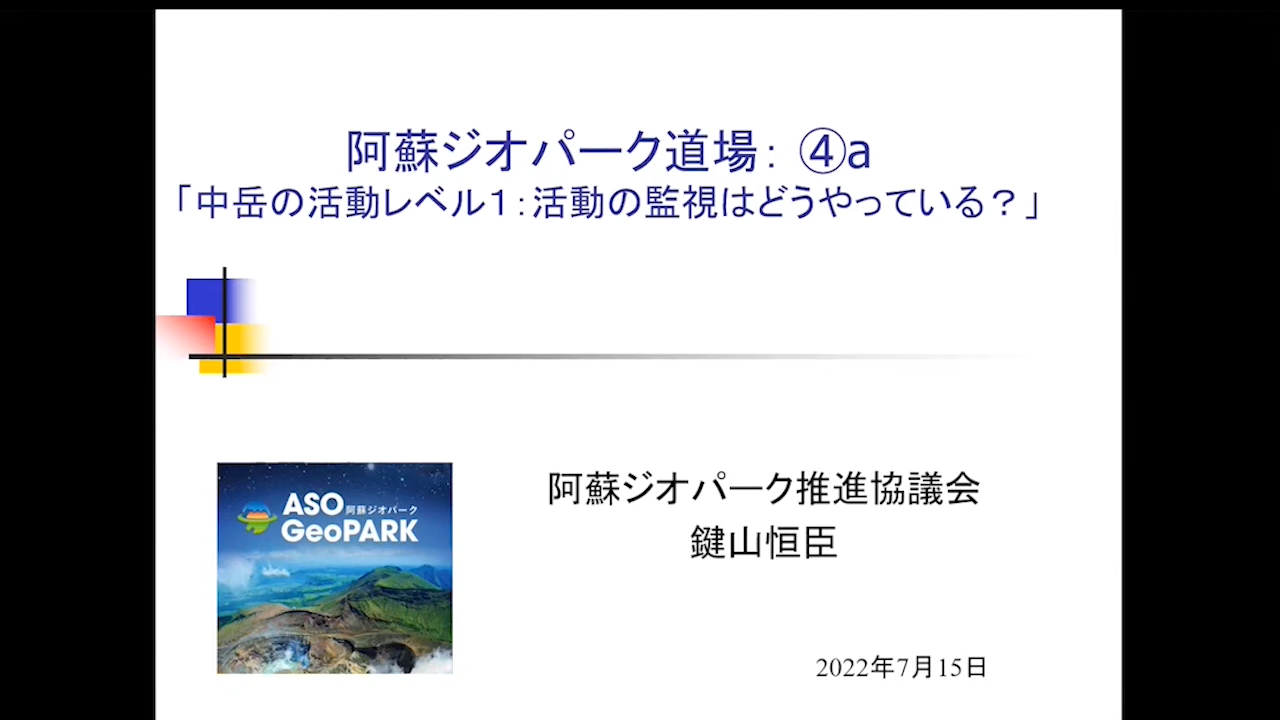 阿蘇ジオパーク道場： ④a
「中岳の活動レベル１：活動の監視はどうやっている？」
ASO 阿蘇ジオパーク
GeoPARK
阿蘇ジオパーク推進協議会
鍵山恒臣
2022年7月15日